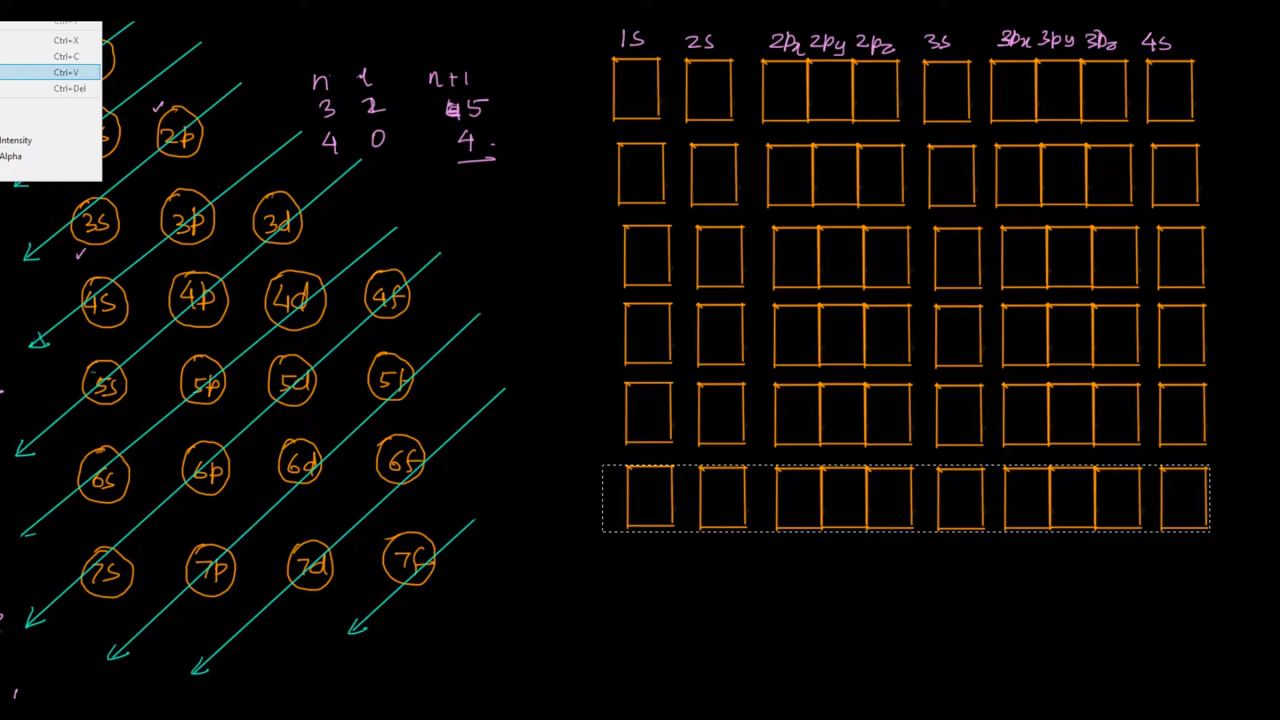 Ctrl+X
Ctrl+C
Ctrl+V
Ctrl+Del
Intensity
Alpha
2p
3s 3p 3d
4s 4p 4d 4f
5s 5p 5d 5f
6s 6p 6d 6f
7s 7p 7d 7f
n l n+l
3 2 5
4 0 4
1s 2s 2px 2py 2pz 3s 3px 3py 3pz 4s